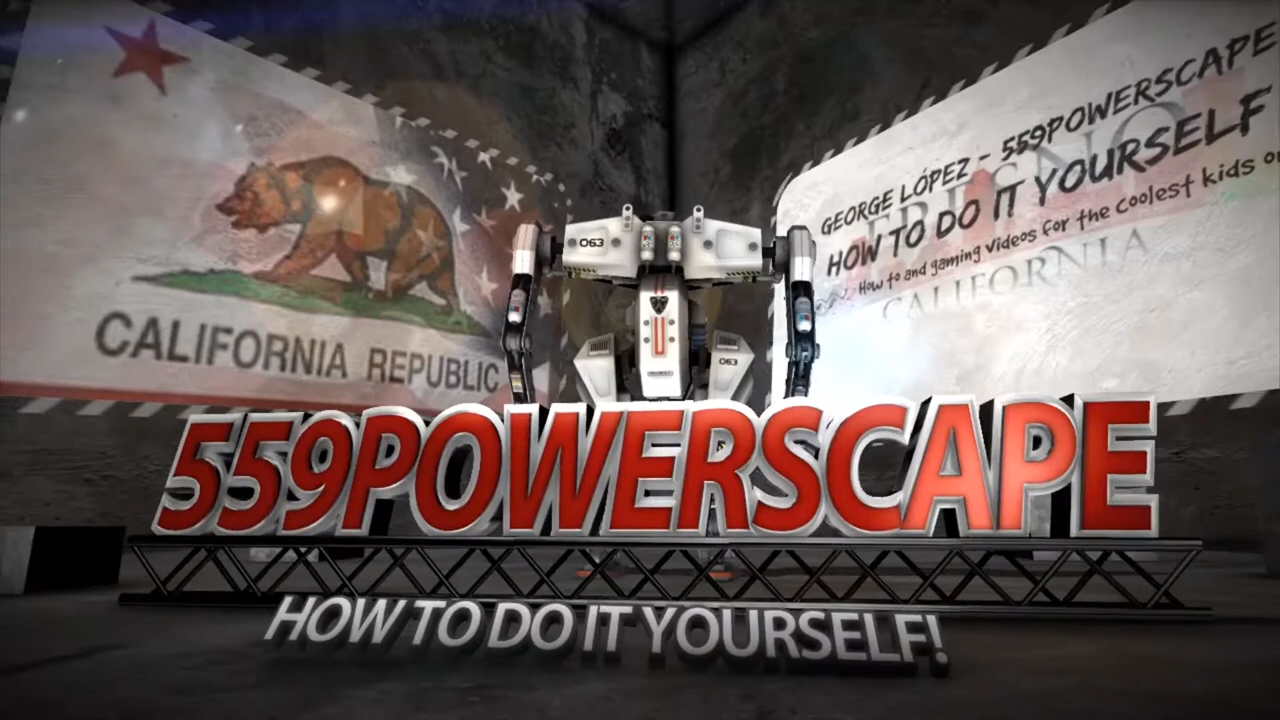 CALIFORNIA REPUBLIC
063
063
GEORGE LÓPEZ - 559POWERSCAPE
HOW TO DO IT YOURSELF
How to and gaming videos for the coolest kids
FRESNO
CALIFORNIA
559POWERSCAPE
HOW TO DO IT YOURSELF!